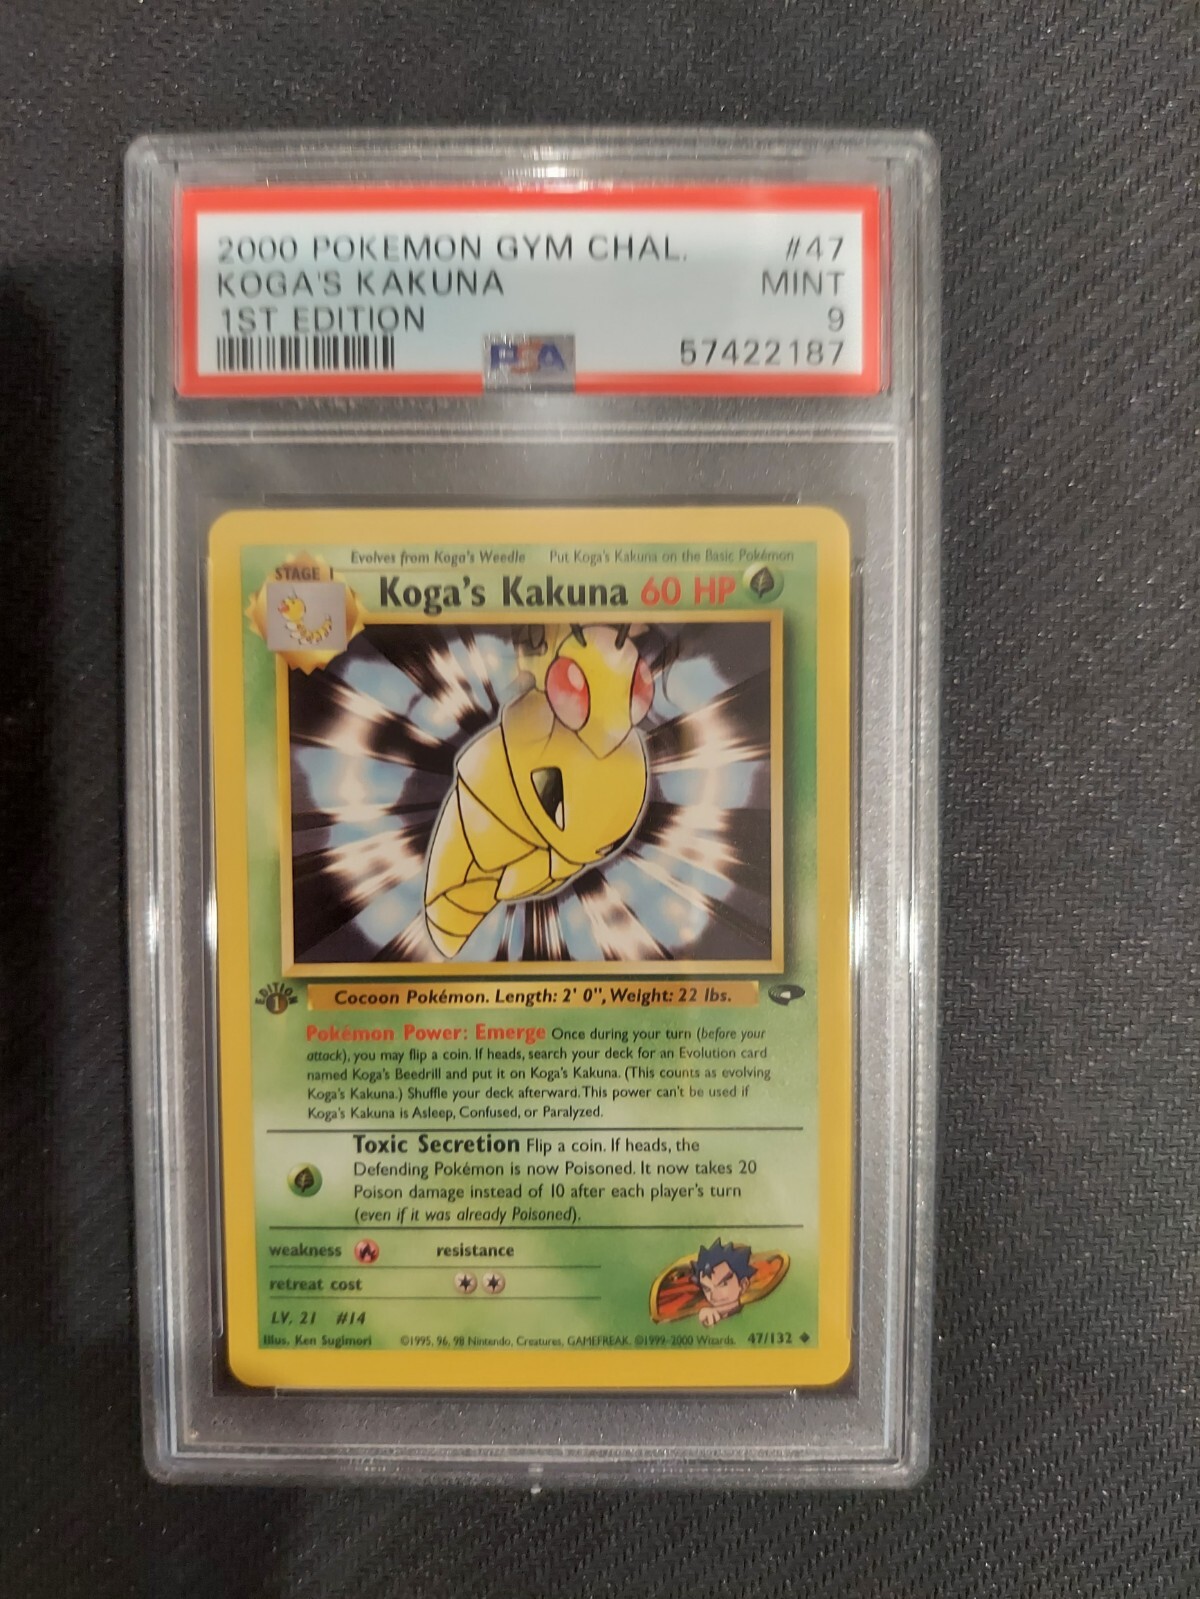 2000 POKEMON GYM CHAL. #47
KOGA'S KAKUNA MINT
1ST EDITION 9
PSA 57422187
Evolves from Koga's Weedle Put Koga's Kakuna on the Basic Pokémon
STAGE 1
Koga's Kakuna 60 HP
EDITION 1
Cocoon Pokémon. Length: 2' 0", Weight: 22 lbs.
Pokémon Power: Emerge Once during your turn (before your
attack), you may flip a coin. If heads, search your deck for an Evolution card
named Koga's Beedrill and put it on Koga's Kakuna. (This counts as evolving
Koga's Kakuna.) Shuffle your deck afterward. This power can't be used if
Koga's Kakuna is Asleep, Confused, or Paralyzed.
Toxic Secretion Flip a coin. If heads, the
Defending Pokémon is now Poisoned. It now takes 20
Poison damage instead of 10 after each player's turn
(even if it was already Poisoned).
weakness resistance
retreat cost
LV. 21 #14
Illus. Ken Sugimori ©1995, 96, 98 Nintendo, Creatures, GAMEFREAK. ©1999-2000 Wizards. 47/132